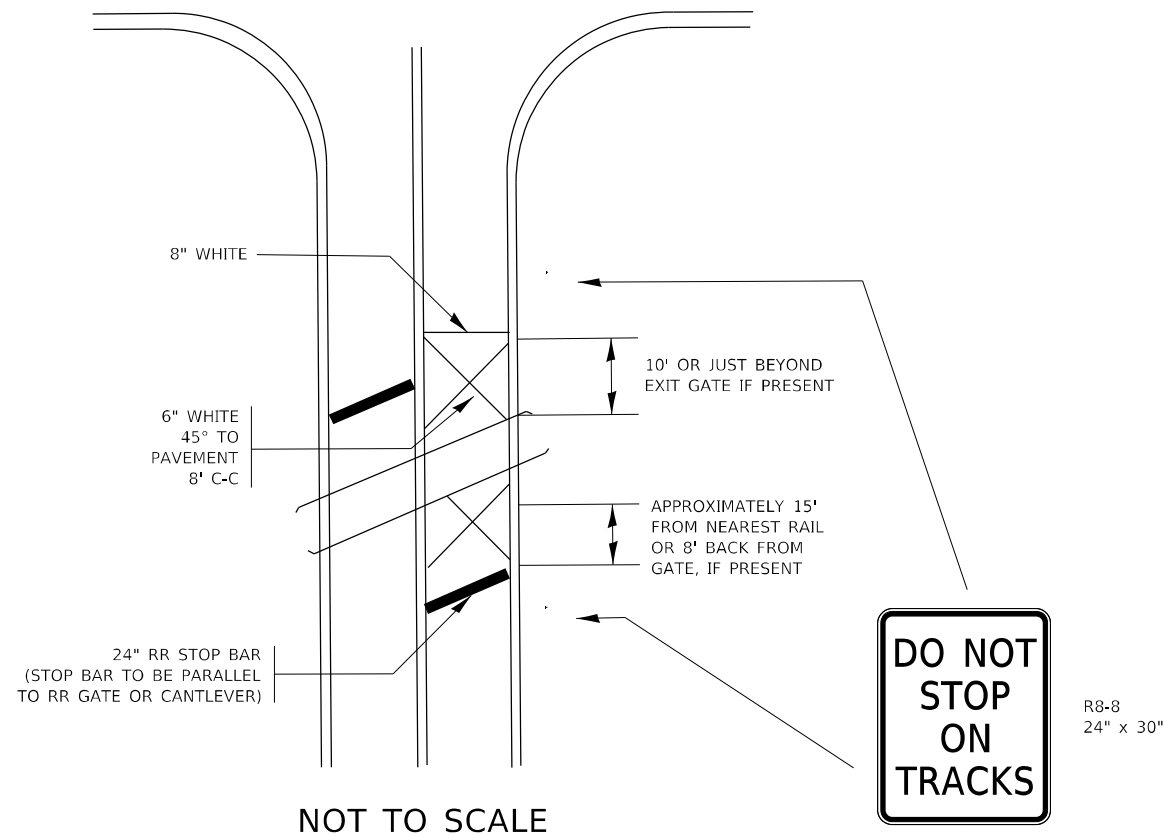 8" WHITE
10' OR JUST BEYOND
EXIT GATE IF PRESENT
6" WHITE
45° TO
PAVEMENT
8' C-C
APPROXIMATELY 15'
FROM NEAREST RAIL
OR 8' BACK FROM
GATE, IF PRESENT
24" RR STOP BAR
(STOP BAR TO BE PARALLEL
TO RR GATE OR CANTLEVER)
DO NOT
STOP
ON
TRACKS
R8-8
24" x 30"
NOT TO SCALE